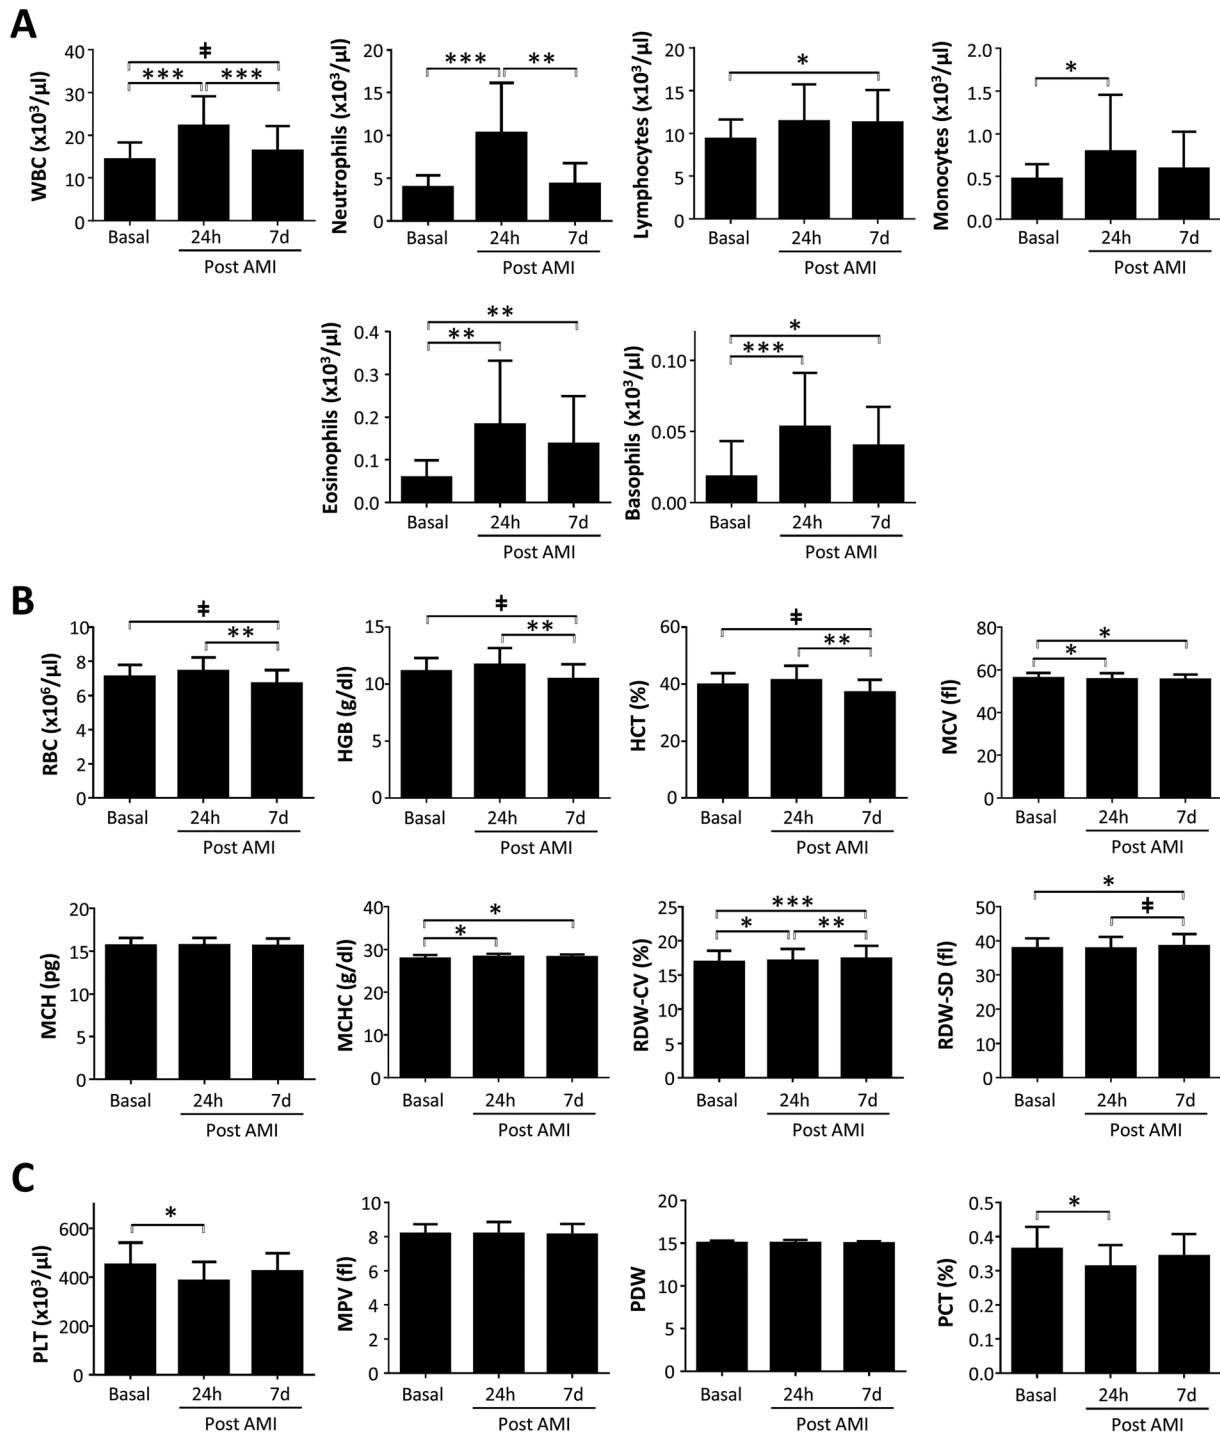 A
WBC (x10³/µl)
40
30
20
10
0
ǂ
*** ***
Basal 24h 7d
Post AMI
Neutrophils (x10³/µl)
20
15
10
5
0
*** **
Basal 24h 7d
Post AMI
Lymphocytes (x10³/µl)
20
15
10
5
0
*
Basal 24h 7d
Post AMI
Monocytes (x10³/µl)
2.0
1.5
1.0
0.5
0.0
*
Basal 24h 7d
Post AMI
Eosinophils (x10³/µl)
0.4
0.3
0.2
0.1
0.0
**
**
Basal 24h 7d
Post AMI
Basophils (x10³/µl)
0.10
0.05
0.00
*
***
Basal 24h 7d
Post AMI
B
RBC (x10⁶/µl)
10
8
6
4
2
0
ǂ
**
Basal 24h 7d
Post AMI
HGB (g/dl)
15
10
5
0
ǂ
**
Basal 24h 7d
Post AMI
HCT (%)
60
40
20
0
ǂ
**
Basal 24h 7d
Post AMI
MCV (fl)
80
60
40
20
0
*
*
Basal 24h 7d
Post AMI
MCH (pg)
20
15
10
5
0
Basal 24h 7d
Post AMI
MCHC (g/dl)
40
30
20
10
0
*
*
Basal 24h 7d
Post AMI
RDW-CV (%)
25
20
15
10
5
0
***
* **
Basal 24h 7d
Post AMI
RDW-SD (fl)
50
40
30
20
10
0
*
ǂ
Basal 24h 7d
Post AMI
C
PLT (x10³/µl)
600
400
200
0
*
Basal 24h 7d
Post AMI
MPV (fl)
10
8
6
4
2
0
Basal 24h 7d
Post AMI
PDW
20
15
10
5
0
Basal 24h 7d
Post AMI
PCT (%)
0.5
0.4
0.3
0.2
0.1
0.0
*
Basal 24h 7d
Post AMI